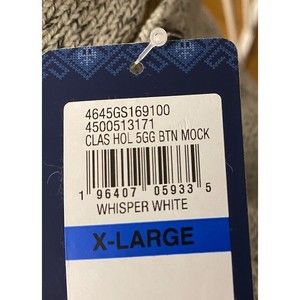 4645GS169100
4500513171
CLAS HOL 5GG BTN MOCK
1 96407 05933 5
WHISPER WHITE
X-LARGE